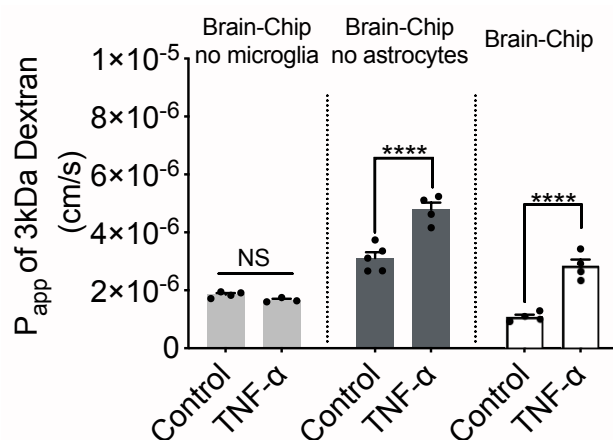 Brain-Chip
no microglia
Brain-Chip
no astrocytes
Brain-Chip
P_app of 3kDa Dextran
(cm/s)
1×10^-5
8×10^-6
6×10^-6
4×10^-6
2×10^-6
0
NS
****
****
Control
TNF-α
Control
TNF-α
Control
TNF-α